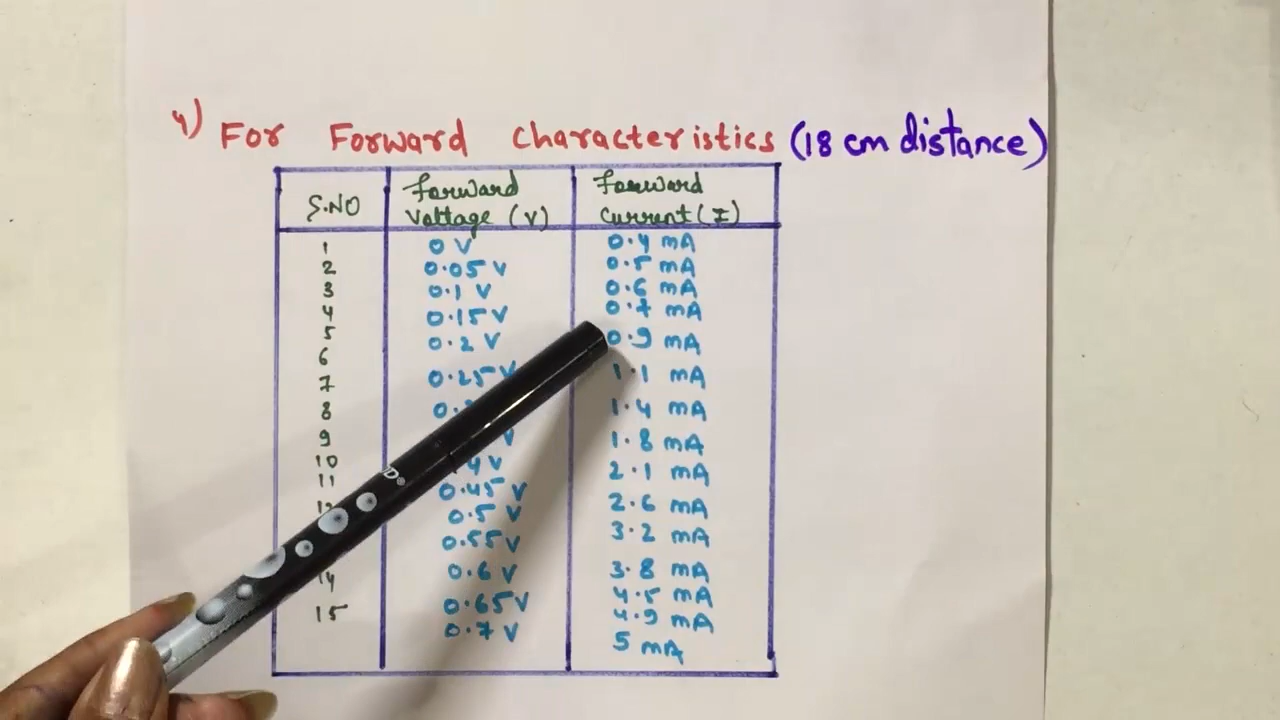 4) For Forward Characteristics (18 cm distance)
S.NO Forward Voltage (V) Forward Current (I)
1 0 V 0.4 mA
2 0.05 V 0.5 mA
3 0.1 V 0.6 mA
4 0.15 V 0.7 mA
5 0.2 V 0.9 mA
6 0.25 V 1.1 mA
7 1.4 mA
8 V 1.8 mA
9 4 V 2.1 mA
10 0.45 V 2.6 mA
11 0.5 V 3.2 mA
0.55 V 3.8 mA
0.6 V 4.5 mA
14 0.65 V 4.9 mA
15 0.7 V 5 mA